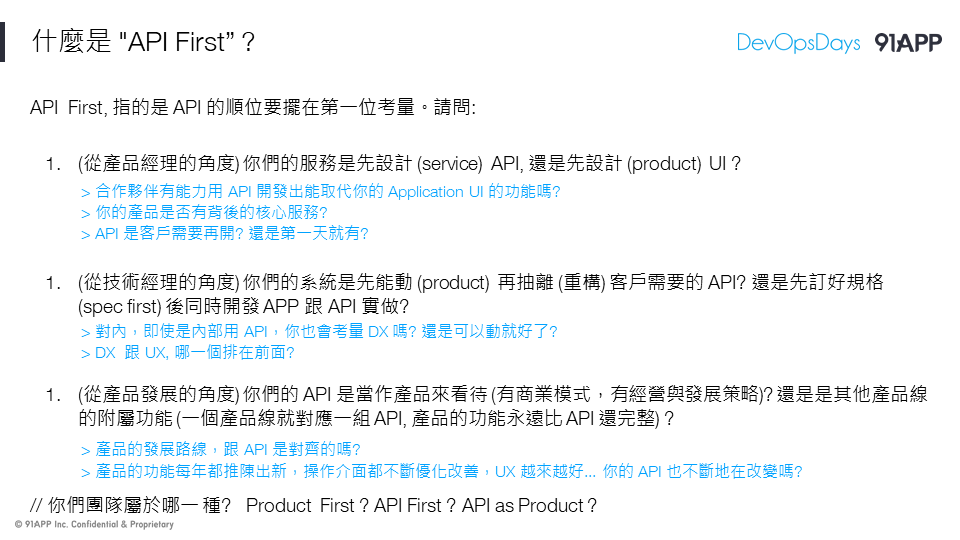 什麼是 "API First” ?
DevOpsDays 91APP
API First, 指的是 API 的順位要擺在第一位考量。請問:
1. (從產品經理的角度) 你們的服務是先設計 (service) API, 還是先設計 (product) UI ?
> 合作夥伴有能力用 API 開發出能取代你的 Application UI 的功能嗎?
> 你的產品是否有背後的核心服務?
> API 是客戶需要再開? 還是第一天就有?
1. (從技術經理的角度) 你們的系統是先能動 (product) 再抽離 (重構) 客戶需要的 API? 還是先訂好規格
(spec first) 後同時開發 APP 跟 API 實做?
> 對內，即使是內部用 API，你也會考量 DX 嗎? 還是可以動就好了?
> DX 跟 UX, 哪一個排在前面?
1. (從產品發展的角度) 你們的 API 是當作產品來看待 (有商業模式，有經營與發展策略)? 還是是其他產品線
的附屬功能 (一個產品線就對應一組 API, 產品的功能永遠比 API 還完整) ?
> 產品的發展路線，跟 API 是對齊的嗎?
> 產品的功能每年都推陳出新，操作介面都不斷優化改善，UX 越來越好... 你的 API 也不斷地在改變嗎?
// 你們團隊屬於哪一種? Product First ? API First ? API as Product ?
© 91APP Inc. Confidential & Proprietary